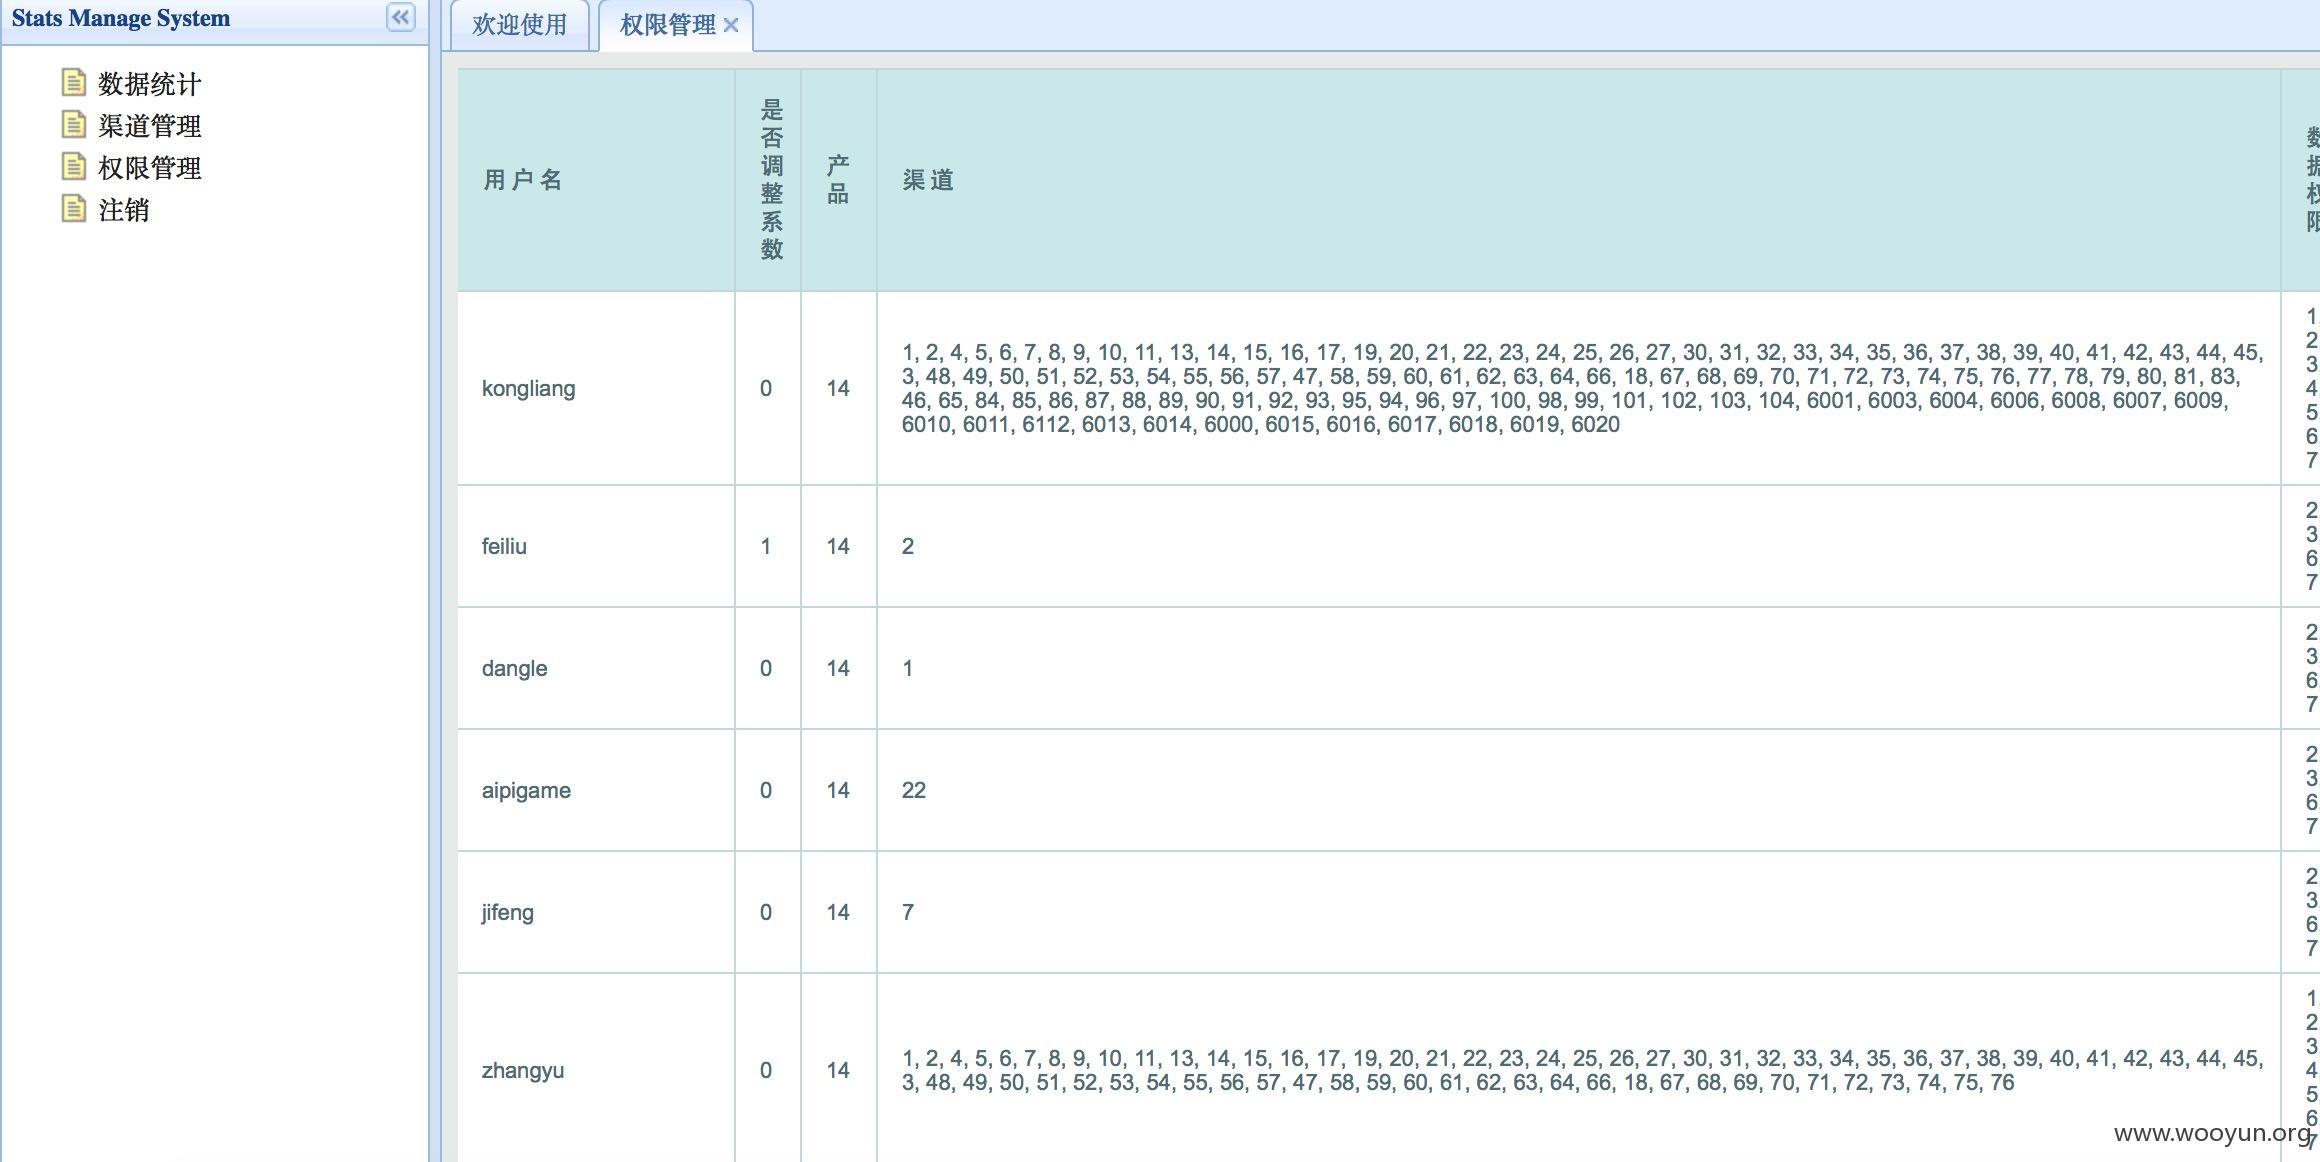 Stats Manage System
数据统计
渠道管理
权限管理
注销
欢迎使用
权限管理
用户名
是否调整系数
产品
渠道
数据权限
kongliang
0
14
1, 2, 4, 5, 6, 7, 8, 9, 10, 11, 13, 14, 15, 16, 17, 19, 20, 21, 22, 23, 24, 25, 26, 27, 30, 31, 32, 33, 34, 35, 36, 37, 38, 39, 40, 41, 42, 43, 44, 45,
3, 48, 49, 50, 51, 52, 53, 54, 55, 56, 57, 47, 58, 59, 60, 61, 62, 63, 64, 66, 18, 67, 68, 69, 70, 71, 72, 73, 74, 75, 76, 77, 78, 79, 80, 81, 83,
46, 65, 84, 85, 86, 87, 88, 89, 90, 91, 92, 93, 95, 94, 96, 97, 100, 98, 99, 101, 102, 103, 104, 6001, 6003, 6004, 6006, 6008, 6007, 6009,
6010, 6011, 6112, 6013, 6014, 6000, 6015, 6016, 6017, 6018, 6019, 6020
1
2
3
4
5
6
7
feiliu
1
14
2
2
3
6
7
dangle
0
14
1
2
3
6
7
aipigame
0
14
22
2
3
6
7
jifeng
0
14
7
2
3
6
7
zhangyu
0
14
1, 2, 4, 5, 6, 7, 8, 9, 10, 11, 13, 14, 15, 16, 17, 19, 20, 21, 22, 23, 24, 25, 26, 27, 30, 31, 32, 33, 34, 35, 36, 37, 38, 39, 40, 41, 42, 43, 44, 45,
3, 48, 49, 50, 51, 52, 53, 54, 55, 56, 57, 47, 58, 59, 60, 61, 62, 63, 64, 66, 18, 67, 68, 69, 70, 71, 72, 73, 74, 75, 76
1
2
3
4
5
6
7
www.wooyun.org